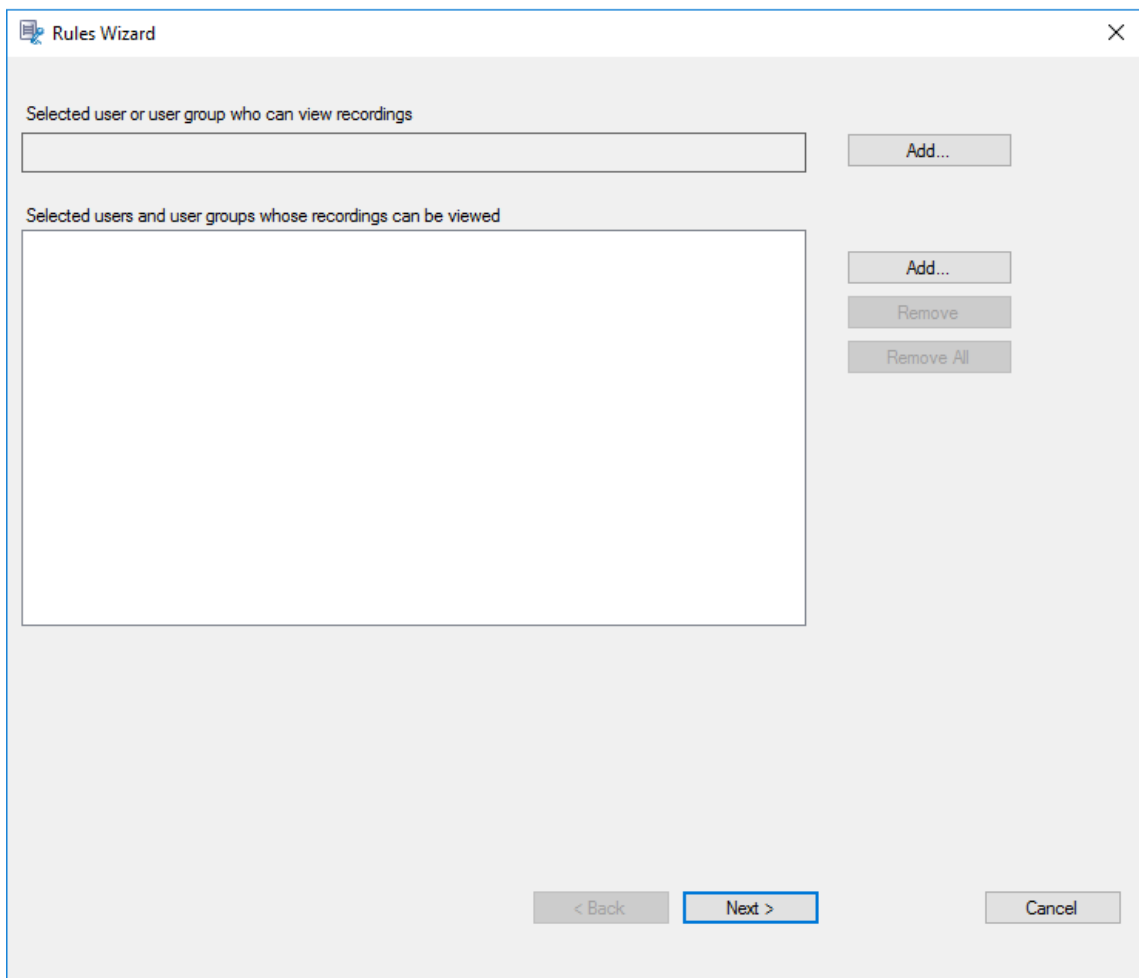 Rules Wizard
Selected user or user group who can view recordings
Add...
Selected users and user groups whose recordings can be viewed
Add...
Remove
Remove All
< Back
Next >
Cancel